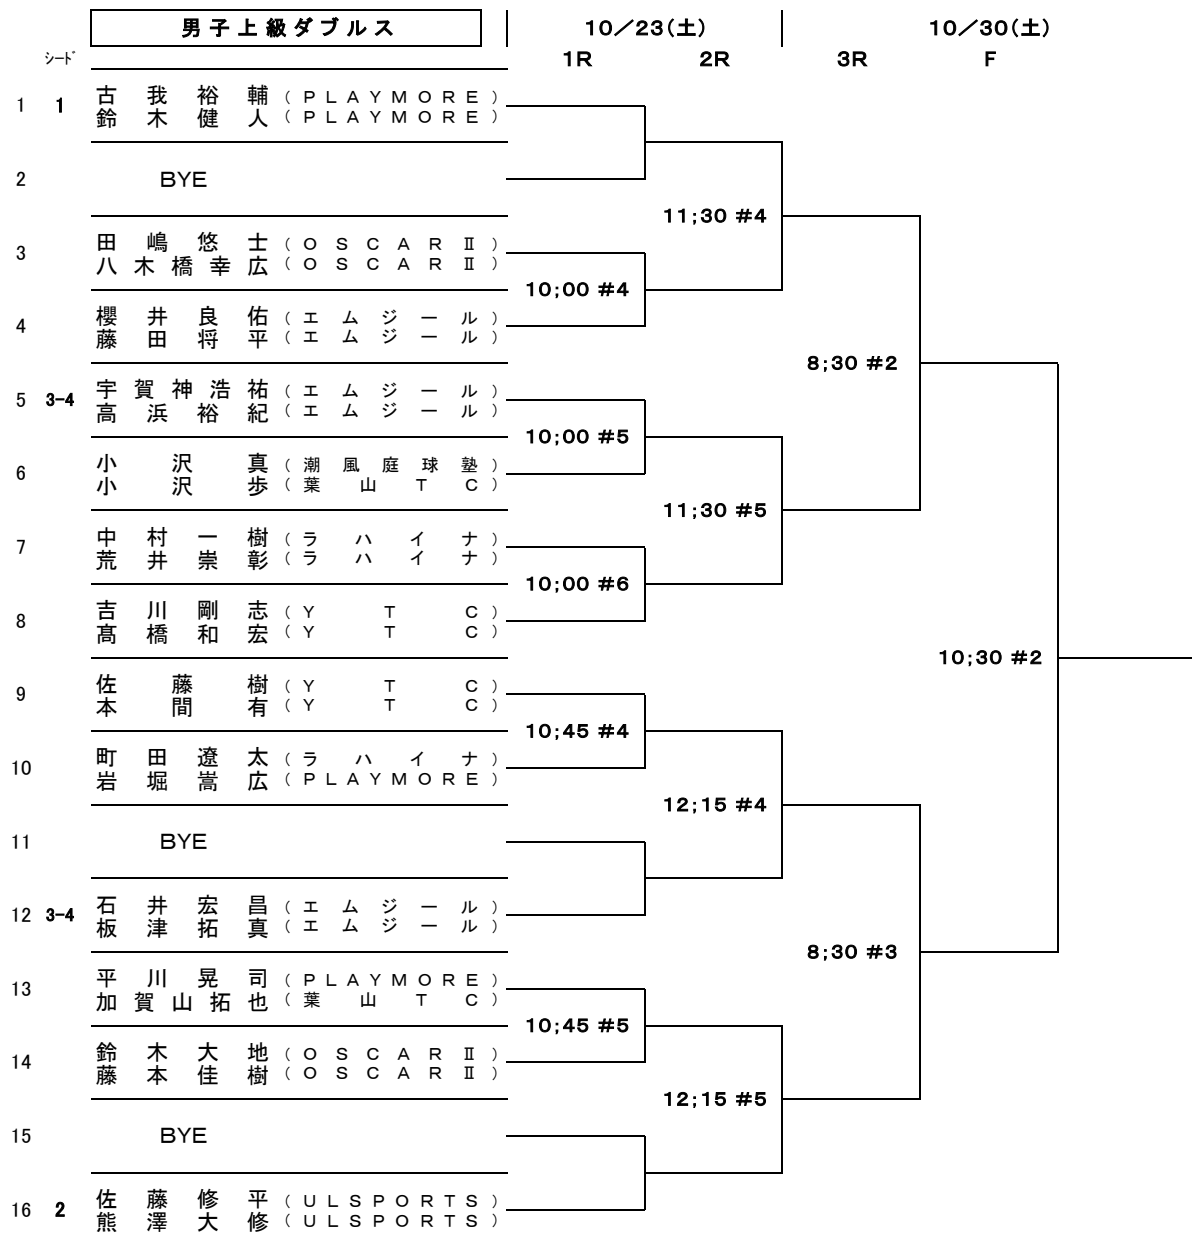 男子上級ダブルス 10／23(土) 10／30(土)
シード 1R 2R 3R F
1 1 古我裕輔 (PLAYMORE)
鈴木健人 (PLAYMORE)
2 BYE
11;30 #4
3 田嶋悠士 (OSCARⅡ)
八木橋幸広 (OSCARⅡ)
10;00 #4
4 櫻井良佑 (エムジール)
藤田将平 (エムジール)
8;30 #2
5 3-4 宇賀神浩祐 (エムジール)
高浜裕紀 (エムジール)
10;00 #5
6 小沢真 (潮風庭球塾)
小沢歩 (葉山TC)
11;30 #5
7 中村一樹 (ラハイナ)
荒井崇彰 (ラハイナ)
10;00 #6
8 吉川剛志 (YTC)
髙橋和宏 (YTC)
10;30 #2
9 佐藤樹 (YTC)
本間有 (YTC)
10;45 #4
10 町田遼太 (ラハイナ)
岩堀嵩広 (PLAYMORE)
12;15 #4
11 BYE
12 3-4 石井宏昌 (エムジール)
板津拓真 (エムジール)
8;30 #3
13 平川晃司 (PLAYMORE)
加賀山拓也 (葉山TC)
10;45 #5
14 鈴木大地 (OSCARⅡ)
藤本佳樹 (OSCARⅡ)
12;15 #5
15 BYE
16 2 佐藤修平 (ULSPORTS)
熊澤大修 (ULSPORTS)